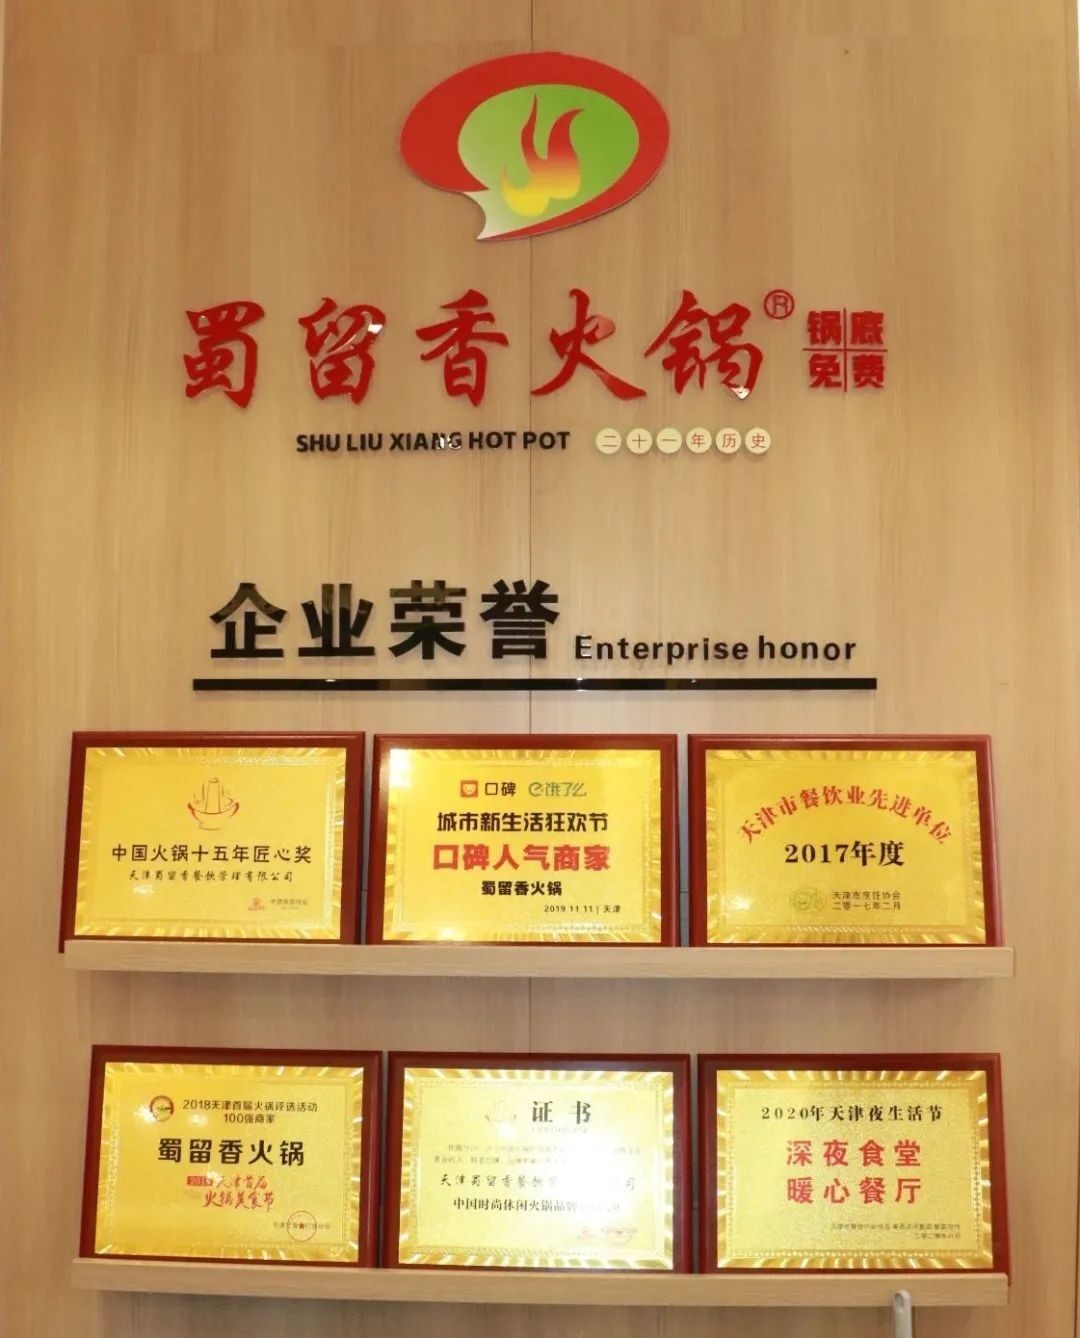 蜀留香火锅®
锅底
免费
SHU LIU XIANG HOT POT 二十一年历史
企业荣誉 Enterprise honor
中国火锅十五年匠心奖
天津蜀留香餐饮管理有限公司
口碑 饿了么
城市新生活狂欢节
口碑人气商家
蜀留香火锅
2019.11.11 | 天津
天津市餐饮业先进单位
2017年度
天津市烹饪协会
二零一七年二月
2018天津首届火锅评选活动
100强商家
蜀留香火锅
2018天津首届
火锅美食节
证书
天津蜀留香餐饮管
中国时尚休闲火锅品牌
2020年天津夜生活节
深夜食堂
暖心餐厅